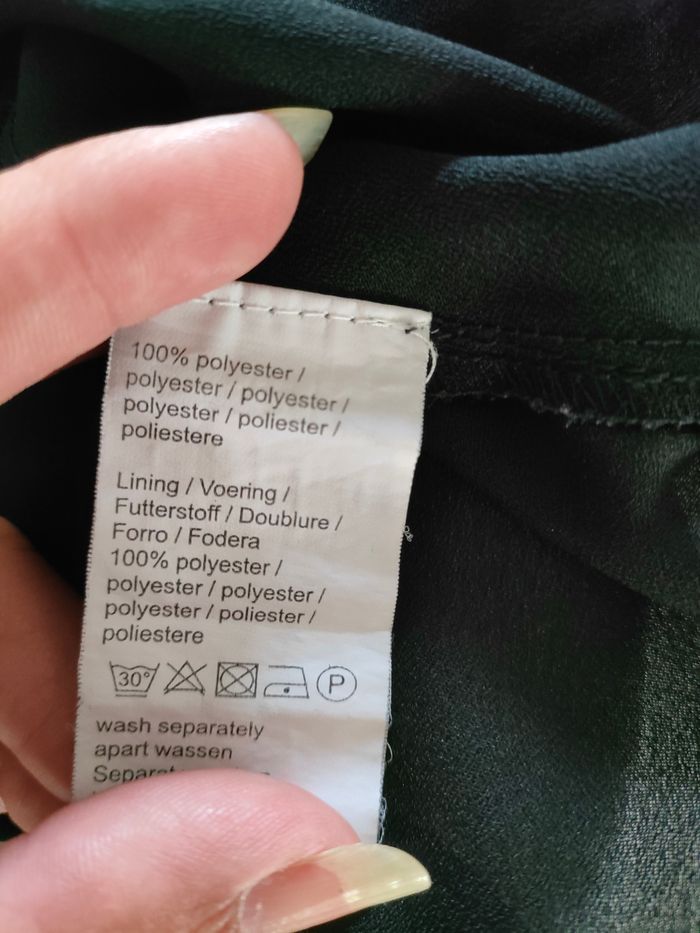 100% polyester /
polyester / polyester /
polyester / poliester /
poliestere
Lining / Voering /
Futterstoff / Doublure /
Forro / Fodera
100% polyester /
polyester / polyester /
polyester / poliester /
poliestere
30° P
wash separately
apart wassen